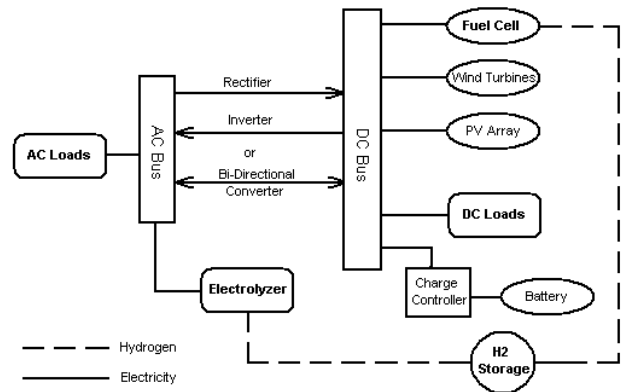 Fuel Cell
Rectifier
Wind Turbines
Inverter
PV Array
AC Bus
DC Bus
AC Loads
or
Bi-Directional
Converter
DC Loads
Electrolyzer
Charge
Controller
Battery
Hydrogen
H2
Storage
Electricity